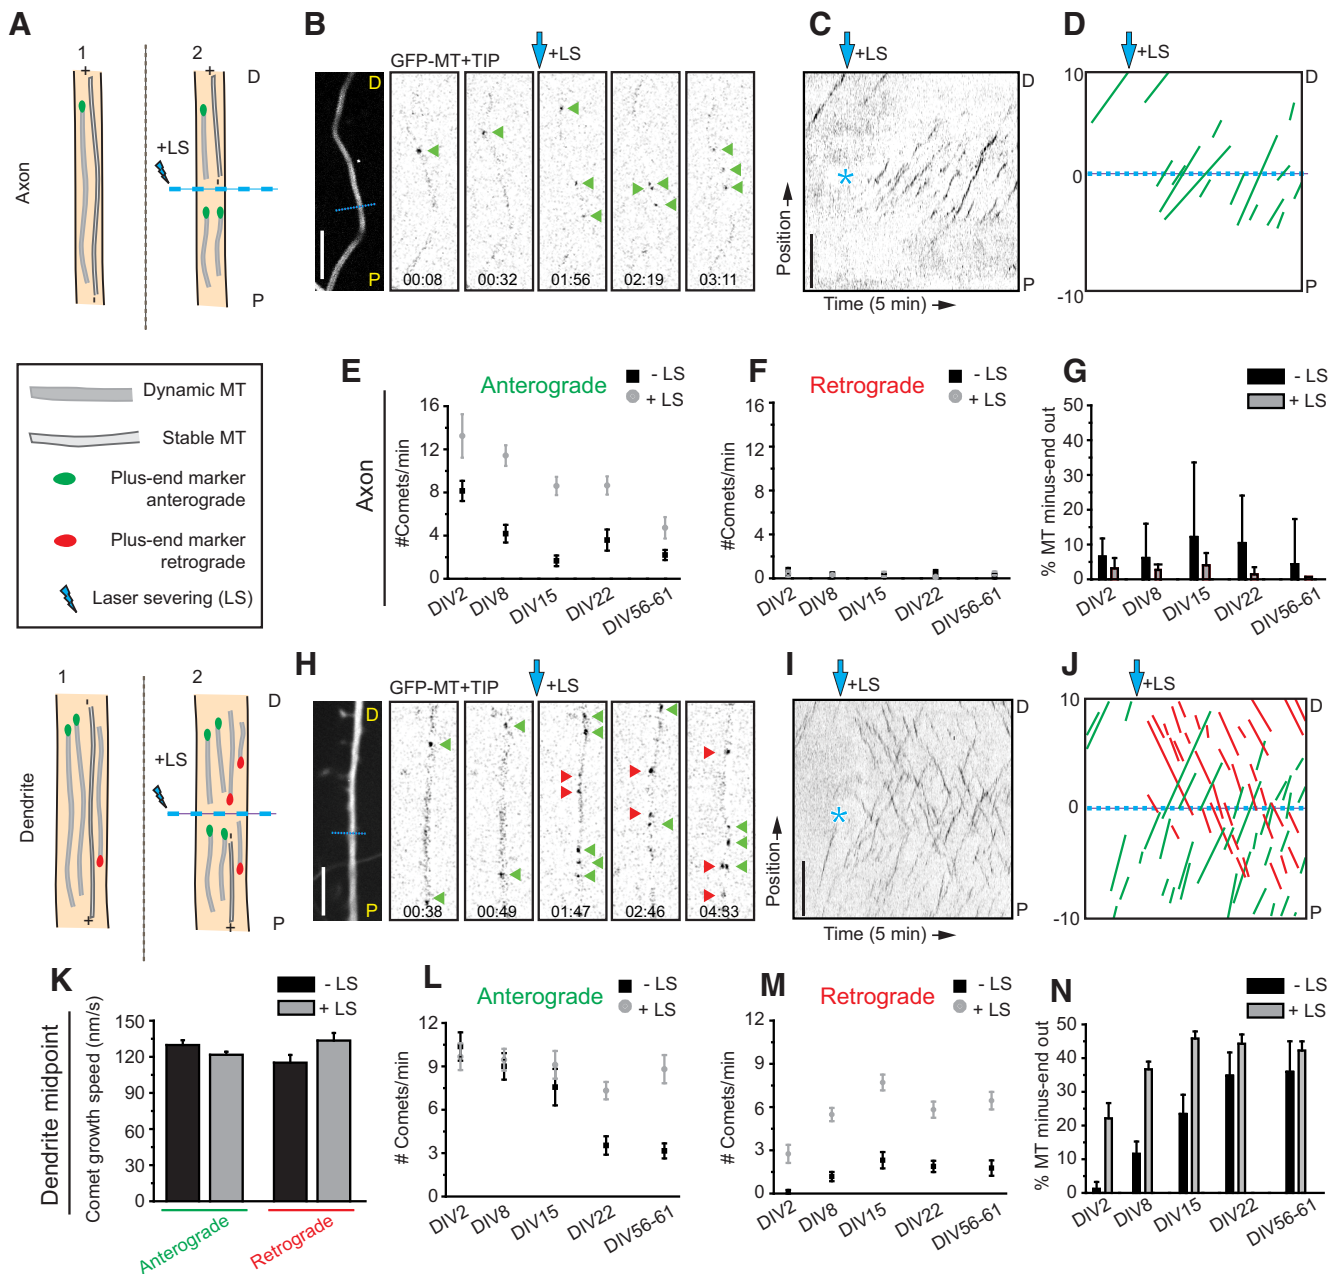 A
1
2
+
+
D
+LS
-
-
P
Axon
B
GFP-MT+TIP
+LS
D
P
00:08
00:32
01:56
02:19
03:11
C
+LS
D
*
Position
P
Time (5 min)
D
+LS
10
D
0
-10
P
Dynamic MT
Stable MT
Plus-end marker
anterograde
Plus-end marker
retrograde
Laser severing (LS)
Axon
E
Anterograde
- LS
+ LS
#Comets/min
16
12
8
4
0
DIV2
DIV8
DIV15
DIV22
DIV56-61
F
Retrograde
- LS
+ LS
#Comets/min
16
12
8
4
0
DIV2
DIV8
DIV15
DIV22
DIV56-61
G
- LS
+ LS
% MT minus-end out
50
40
30
20
10
0
DIV2
DIV8
DIV15
DIV22
DIV56-61
1
2
-
D
+LS
-
+
+
P
Dendrite
H
GFP-MT+TIP
+LS
D
P
00:38
00:49
01:47
02:46
04:33
I
+LS
D
*
Position
P
Time (5 min)
J
+LS
10
D
0
-10
P
Dendrite midpoint
K
- LS
+ LS
Comet growth speed (nm/s)
150
120
90
60
30
0
Anterograde
Retrograde
L
Anterograde
- LS
+ LS
# Comets/min
12
9
6
3
0
DIV2
DIV8
DIV15
DIV22
DIV56-61
M
Retrograde
- LS
+ LS
# Comets/min
12
9
6
3
0
DIV2
DIV8
DIV15
DIV22
DIV56-61
N
- LS
+ LS
% MT minus-end out
50
40
30
20
10
0
DIV2
DIV8
DIV15
DIV22
DIV56-61